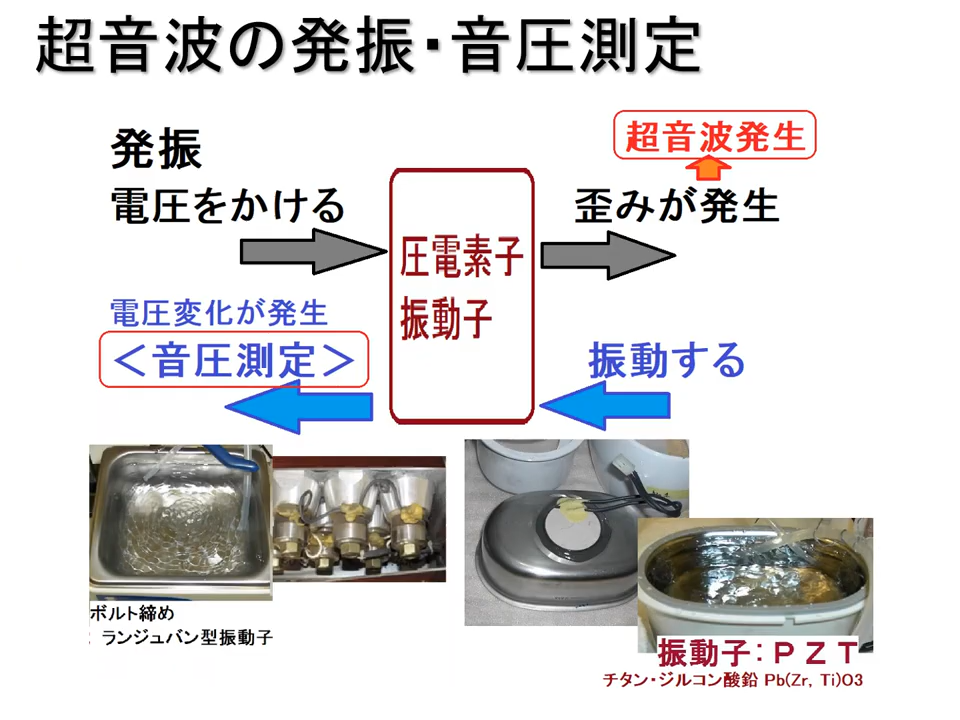 超音波の発振・音圧測定
発振
電圧をかける
超音波発生
歪みが発生
圧電素子
振動子
電圧変化が発生
＜音圧測定＞
振動する
ボルト締め
ランジュバン型振動子
振動子：ＰＺＴ
チタン・ジルコン酸鉛 Pb(Zr, Ti)O3